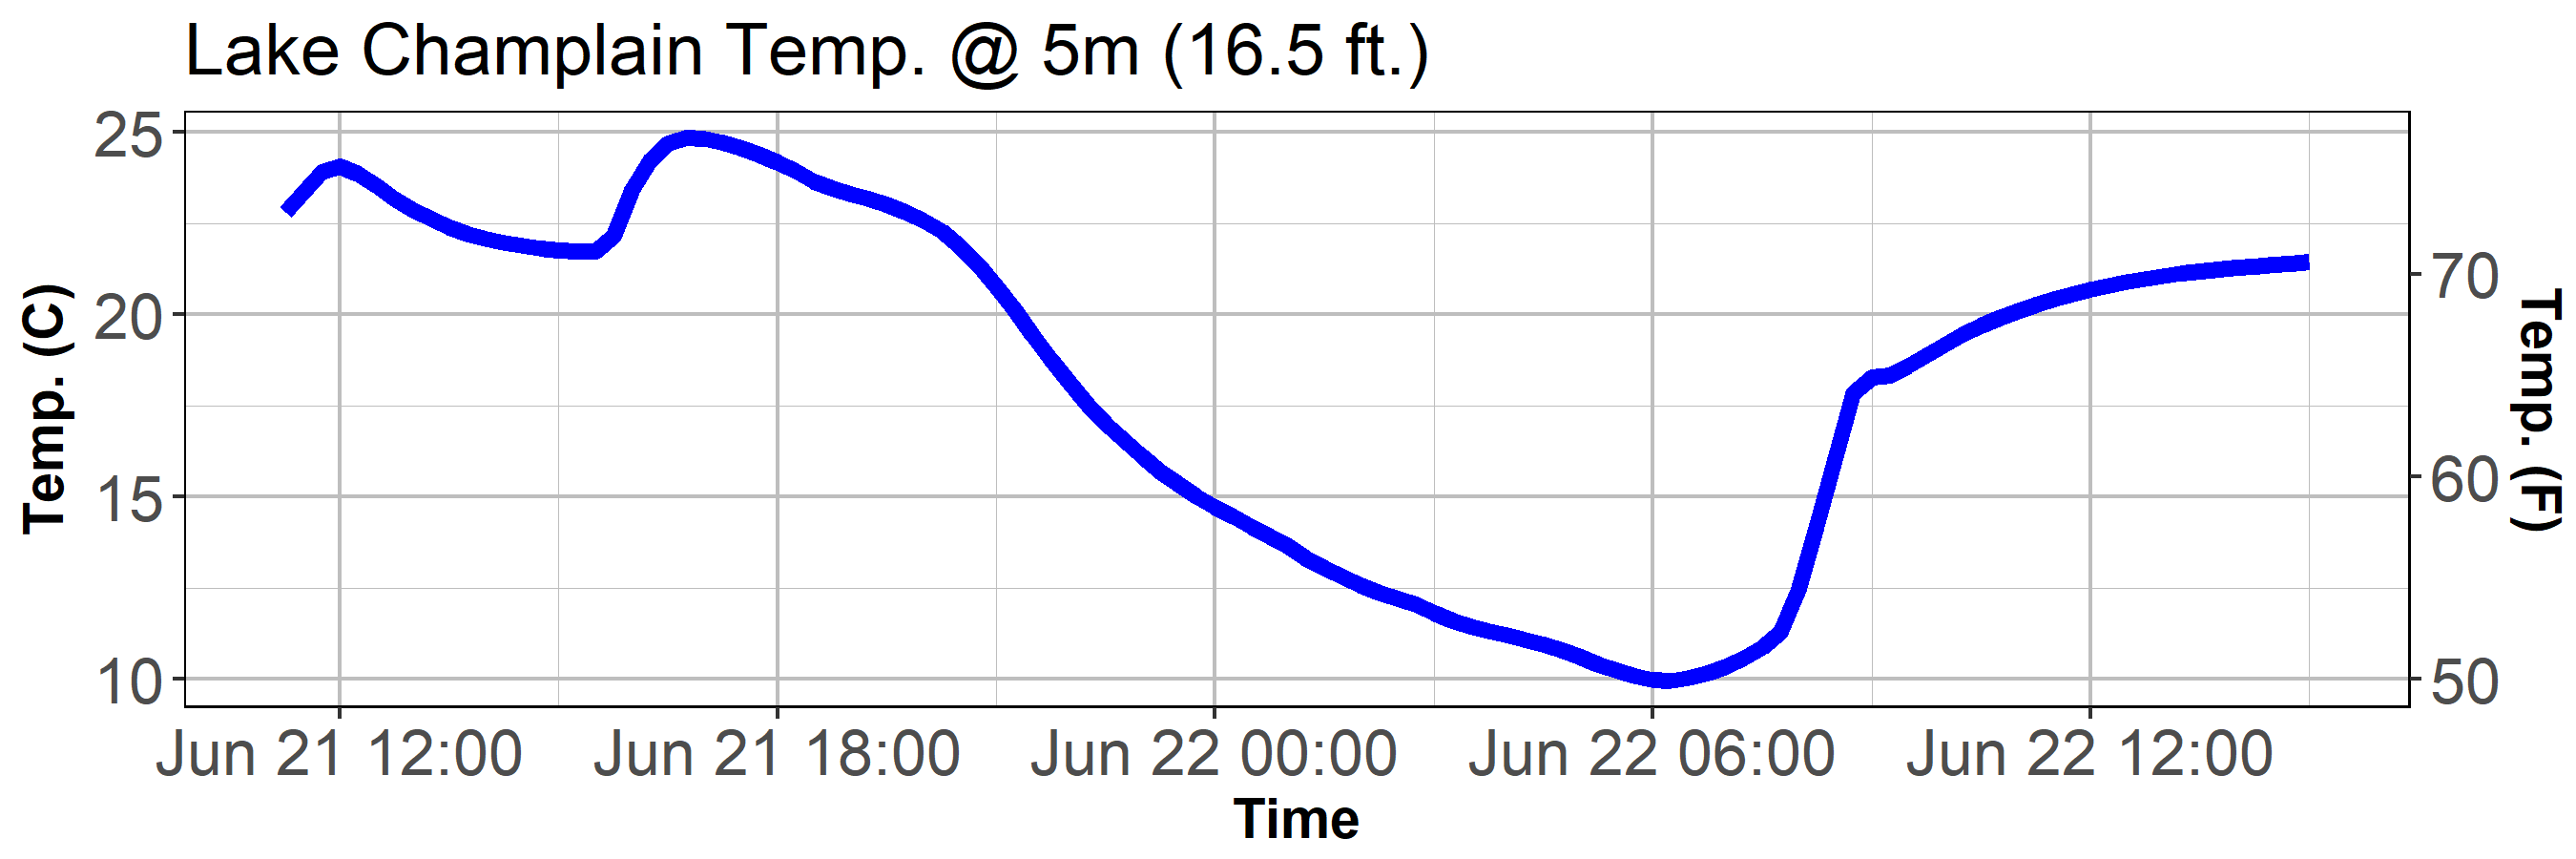 Lake Champlain Temp. @ 5m (16.5 ft.)
Temp. (C)
25
20
15
10
70
60
50
Temp. (F)
Jun 21 12:00 Jun 21 18:00 Jun 22 00:00 Jun 22 06:00 Jun 22 12:00
Time